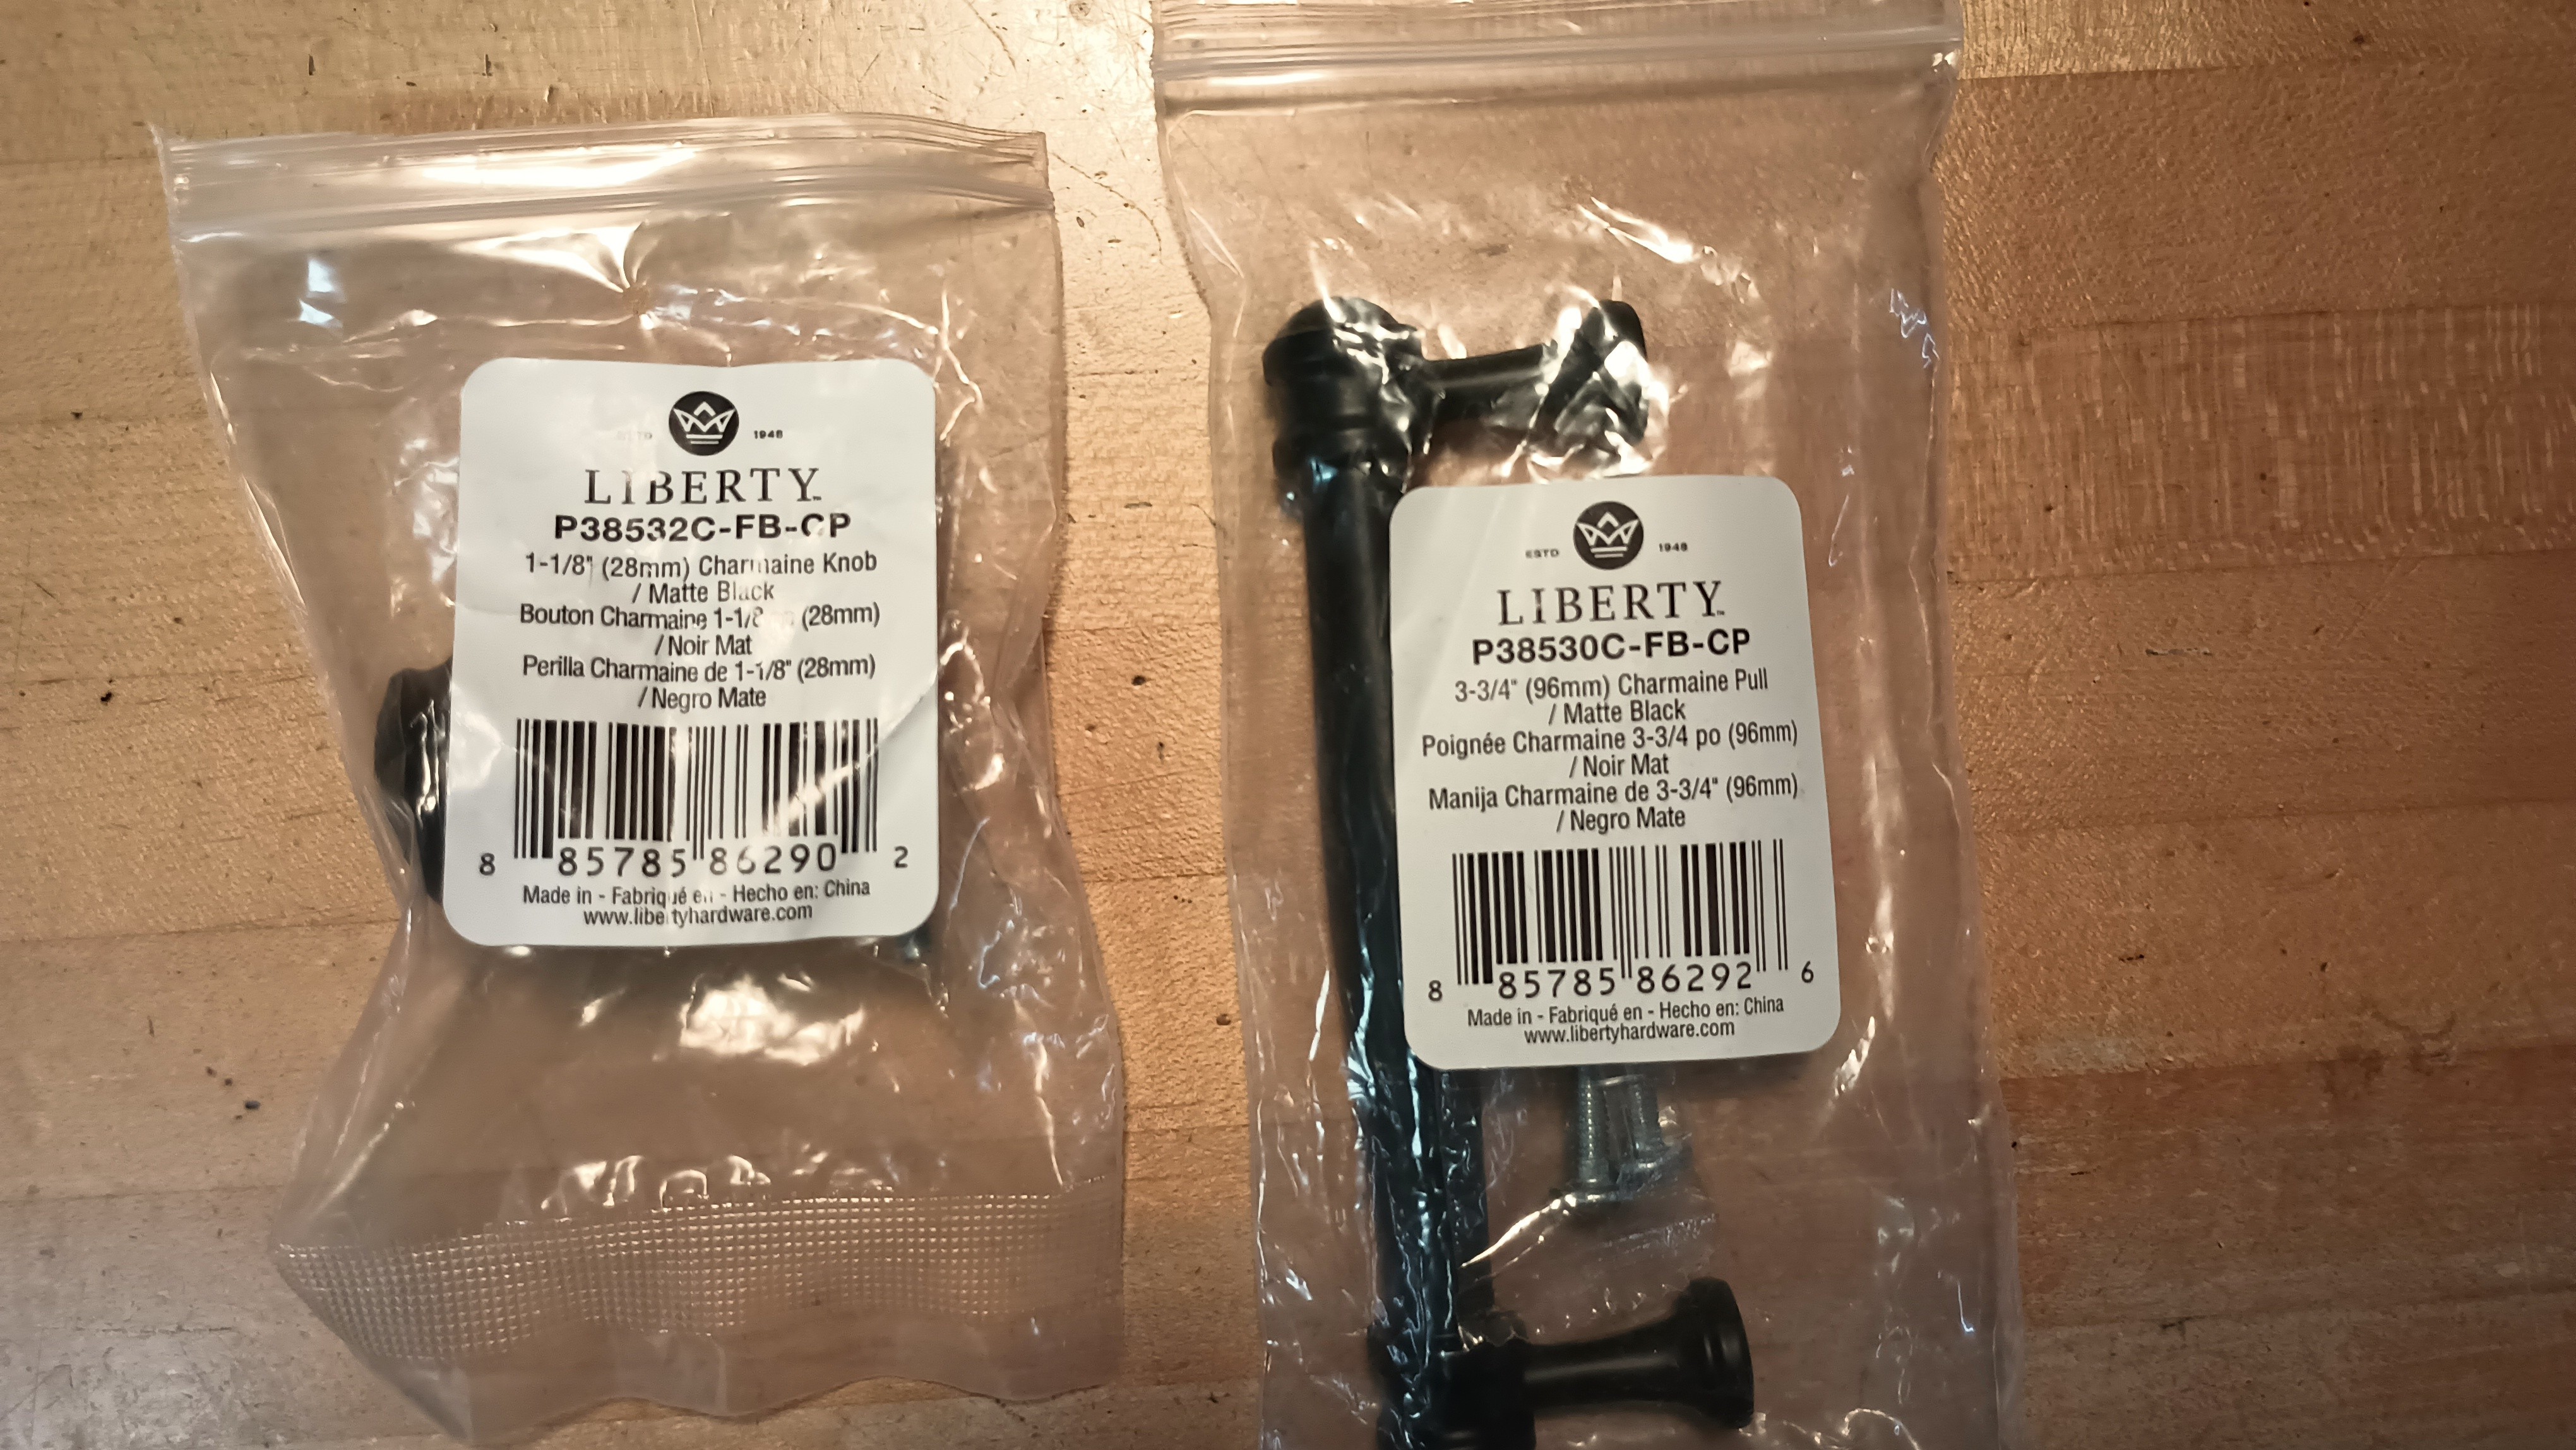 1948
LIBERTY™
P38532C-FB-CP
1-1/8" (28mm) Charmaine Knob
/ Matte Black
Bouton Charmaine 1-1/8 (28mm)
/ Noir Mat
Perilla Charmaine de 1-1/8" (28mm)
/ Negro Mate
8 85785 86290 2
Made in - Fabriqué en - Hecho en: China
www.libertyhardware.com
ESTD 1948
LIBERTY™
P38530C-FB-CP
3-3/4" (96mm) Charmaine Pull
/ Matte Black
Poignée Charmaine 3-3/4 po (96mm)
/ Noir Mat
Manija Charmaine de 3-3/4" (96mm)
/ Negro Mate
8 85785 86292 6
Made in - Fabriqué en - Hecho en: China
www.libertyhardware.com